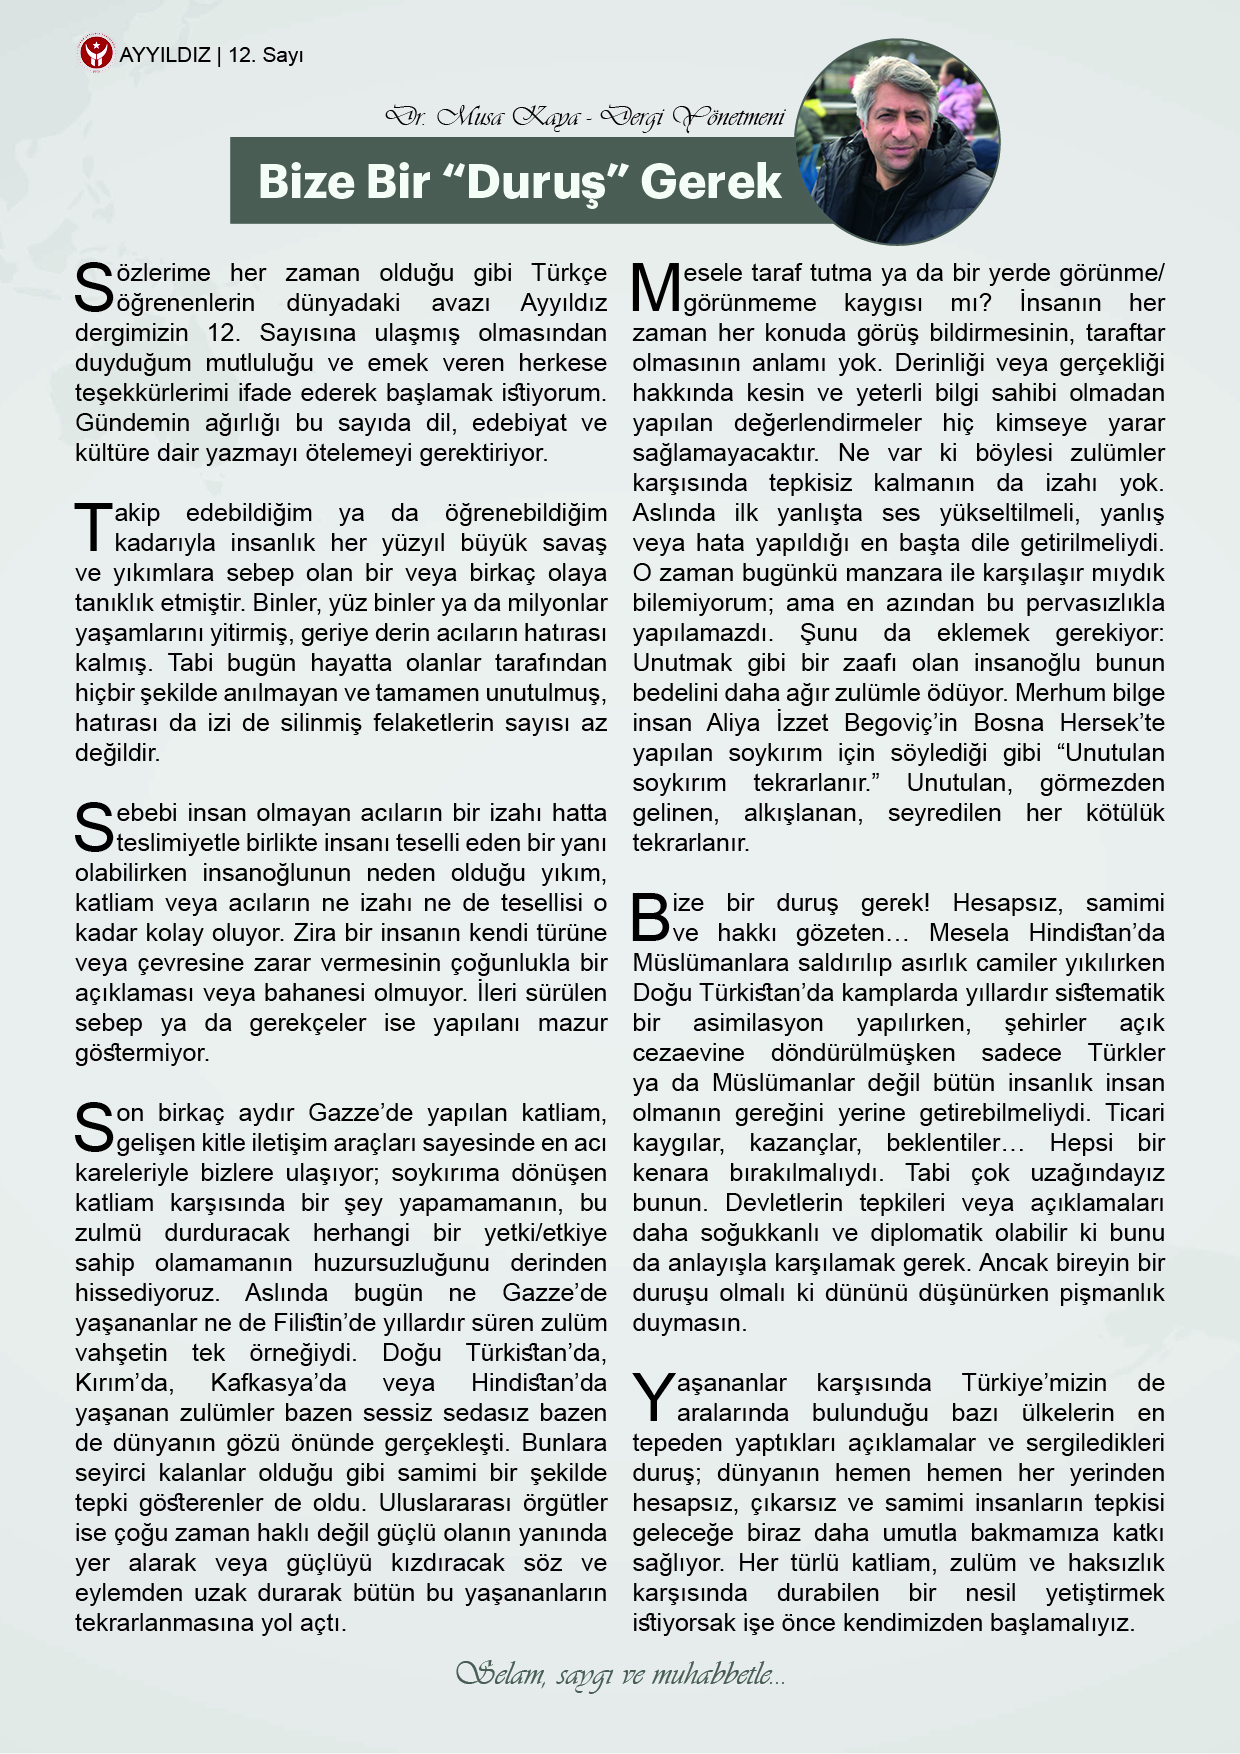 AYYILDIZ | 12. Sayı
Dr. Musa Kaya - Dergi Yönetmeni
Bize Bir “Duruş” Gerek
Sözlerime her zaman olduğu gibi Türkçe
öğrenenlerin dünyadaki avazı Ayyıldız
dergimizin 12. Sayısına ulaşmış olmasından
duyduğum mutluluğu ve emek veren herkese
teşekkürlerimi ifade ederek başlamak istiyorum.
Gündemin ağırlığı bu sayıda dil, edebiyat ve
kültüre dair yazmayı ötelemeyi gerektiriyor.
Takip edebildiğim ya da öğrenebildiğim
kadarıyla insanlık her yüzyıl büyük savaş
ve yıkımlara sebep olan bir veya birkaç olaya
tanıklık etmiştir. Binler, yüz binler ya da milyonlar
yaşamlarını yitirmiş, geriye derin acıların hatırası
kalmış. Tabi bugün hayatta olanlar tarafından
hiçbir şekilde anılmayan ve tamamen unutulmuş,
hatırası da izi de silinmiş felaketlerin sayısı az
değildir.
Sebebi insan olmayan acıların bir izahı hatta
teslimiyetle birlikte insanı teselli eden bir yanı
olabilirken insanoğlunun neden olduğu yıkım,
katliam veya acıların ne izahı ne de tesellisi o
kadar kolay oluyor. Zira bir insanın kendi türüne
veya çevresine zarar vermesinin çoğunlukla bir
açıklaması veya bahanesi olmuyor. İleri sürülen
sebep ya da gerekçeler ise yapılanı mazur
göstermiyor.
Son birkaç aydır Gazze’de yapılan katliam,
gelişen kitle iletişim araçları sayesinde en acı
kareleriyle bizlere ulaşıyor; soykırıma dönüşen
katliam karşısında bir şey yapamamanın, bu
zulmü durduracak herhangi bir yetki/etkiye
sahip olamamanın huzursuzluğunu derinden
hissediyoruz. Aslında bugün ne Gazze’de
yaşananlar ne de Filistin’de yıllardır süren zulüm
vahşetin tek örneğiydi. Doğu Türkistan’da,
Kırım’da, Kafkasya’da veya Hindistan’da
yaşanan zulümler bazen sessiz sedasız bazen
de dünyanın gözü önünde gerçekleşti. Bunlara
seyirci kalanlar olduğu gibi samimi bir şekilde
tepki gösterenler de oldu. Uluslararası örgütler
ise çoğu zaman haklı değil güçlü olanın yanında
yer alarak veya güçlüyü kızdıracak söz ve
eylemden uzak durarak bütün bu yaşananların
tekrarlanmasına yol açtı.
Mesele taraf tutma ya da bir yerde görünme/
görünmeme kaygısı mı? İnsanın her
zaman her konuda görüş bildirmesinin, taraftar
olmasının anlamı yok. Derinliği veya gerçekliği
hakkında kesin ve yeterli bilgi sahibi olmadan
yapılan değerlendirmeler hiç kimseye yarar
sağlamayacaktır. Ne var ki böylesi zulümler
karşısında tepkisiz kalmanın da izahı yok.
Aslında ilk yanlışta ses yükseltilmeli, yanlış
veya hata yapıldığı en başta dile getirilmeliydi.
O zaman bugünkü manzara ile karşılaşır mıydık
bilemiyorum; ama en azından bu pervasızlıkla
yapılamazdı. Şunu da eklemek gerekiyor:
Unutmak gibi bir zaafı olan insanoğlu bunun
bedelini daha ağır zulümle ödüyor. Merhum bilge
insan Aliya İzzet Begoviç’in Bosna Hersek’te
yapılan soykırım için söylediği gibi “Unutulan
soykırım tekrarlanır.” Unutulan, görmezden
gelinen, alkışlanan, seyredilen her kötülük
tekrarlanır.
Bize bir duruş gerek! Hesapsız, samimi
ve hakkı gözeten… Mesela Hindistan’da
Müslümanlara saldırılıp asırlık camiler yıkılırken
Doğu Türkistan’da kamplarda yıllardır sistematik
bir asimilasyon yapılırken, şehirler açık
cezaevine döndürülmüşken sadece Türkler
ya da Müslümanlar değil bütün insanlık insan
olmanın gereğini yerine getirebilmeliydi. Ticari
kaygılar, kazançlar, beklentiler… Hepsi bir
kenara bırakılmalıydı. Tabi çok uzağındayız
bunun. Devletlerin tepkileri veya açıklamaları
daha soğukkanlı ve diplomatik olabilir ki bunu
da anlayışla karşılamak gerek. Ancak bireyin bir
duruşu olmalı ki dününü düşünürken pişmanlık
duymasın.
Yaşananlar karşısında Türkiye’mizin de
aralarında bulunduğu bazı ülkelerin en
tepeden yaptıkları açıklamalar ve sergiledikleri
duruş; dünyanın hemen hemen her yerinden
hesapsız, çıkarsız ve samimi insanların tepkisi
geleceğe biraz daha umutla bakmamıza katkı
sağlıyor. Her türlü katliam, zulüm ve haksızlık
karşısında durabilen bir nesil yetiştirmek
istiyorsak işe önce kendimizden başlamalıyız.
Selam, saygı ve muhabbetle...